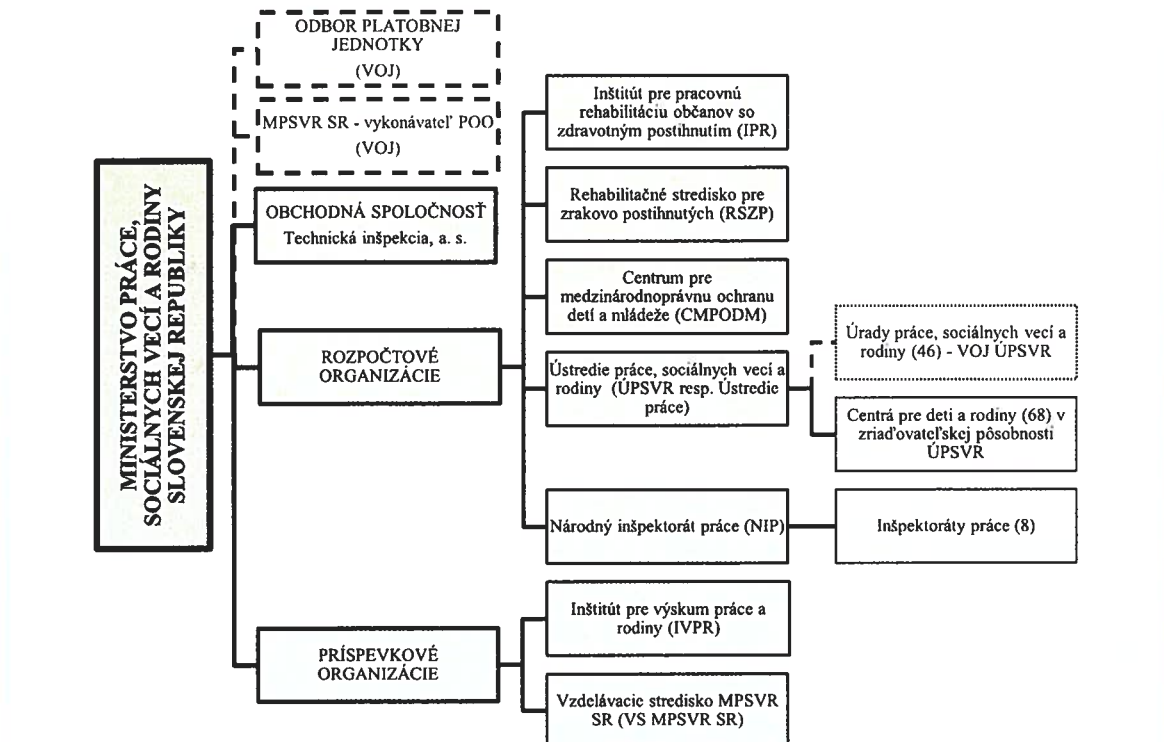 MINISTERSTVO PRÁCE,
SOCIÁLNYCH VECÍ A RODINY
SLOVENSKEJ REPUBLIKY
ODBOR PLATOBNEJ
JEDNOTKY
(VOJ)
MPSVR SR - vykonávateľ POO
(VOJ)
OBCHODNÁ SPOLOČNOSŤ
Technická inšpekcia, a. s.
ROZPOČTOVÉ
ORGANIZÁCIE
Inštitút pre pracovnú
rehabilitáciu občanov so
zdravotným postihnutím (IPR)
Rehabilitačné stredisko pre
zrakovo postihnutých (RSZP)
Centrum pre
medzinárodnoprávnu ochranu
detí a mládeže (CMPODM)
Ústredie práce, sociálnych vecí a
rodiny (ÚPSVR resp. Ústredie
práce)
Úrady práce, sociálnych vecí a
rodiny (46) - VOJ ÚPSVR
Centrá pre deti a rodiny (68) v
zriaďovateľskej pôsobnosti
ÚPSVR
Národný inšpektorát práce (NIP)
Inšpektoráty práce (8)
PRÍSPEVKOVÉ
ORGANIZÁCIE
Inštitút pre výskum práce a
rodiny (IVPR)
Vzdelávacie stredisko MPSVR
SR (VS MPSVR SR)